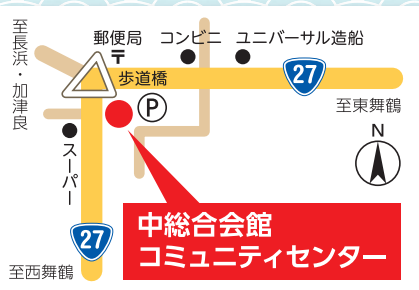 至長浜・加津良
郵便局
〒
コンビニ
ユニバーサル造船
歩道橋
27
P
至東舞鶴
スーパー
N
中総合会館
コミュニティセンター
27
至西舞鶴